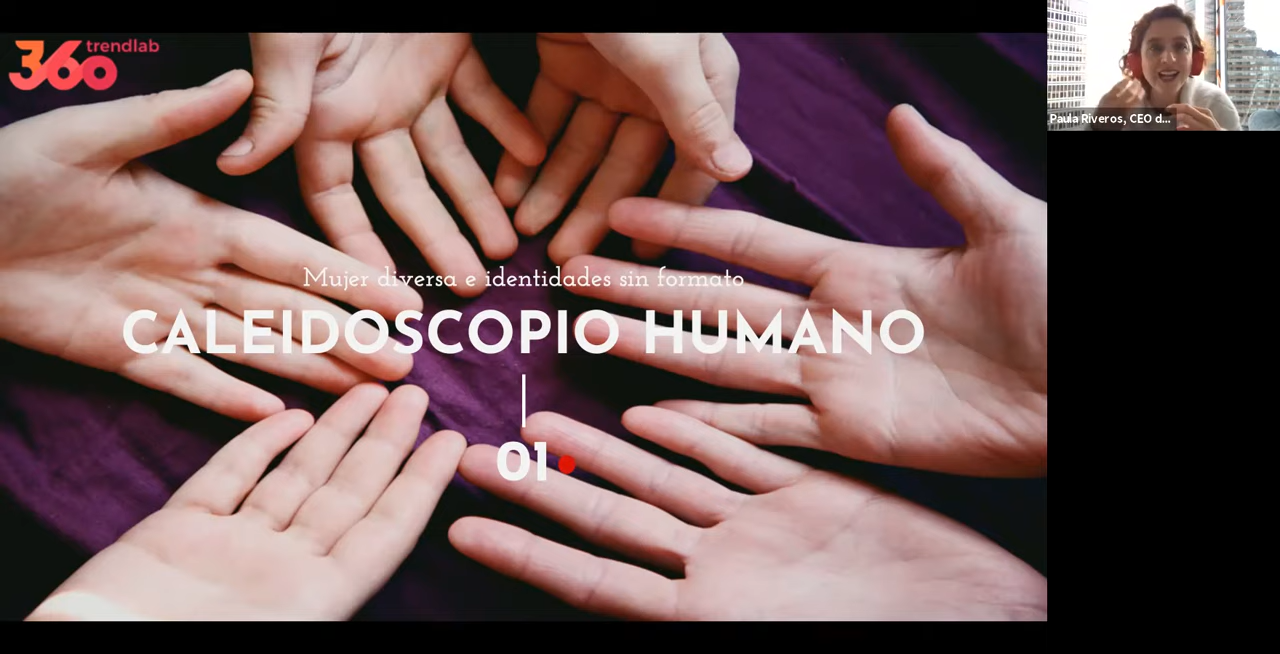 360 trendlab
Paula Riveros, CEO d...
Mujer diversa e identidades sin formato
CALEIDOSCOPIO HUMANO
01